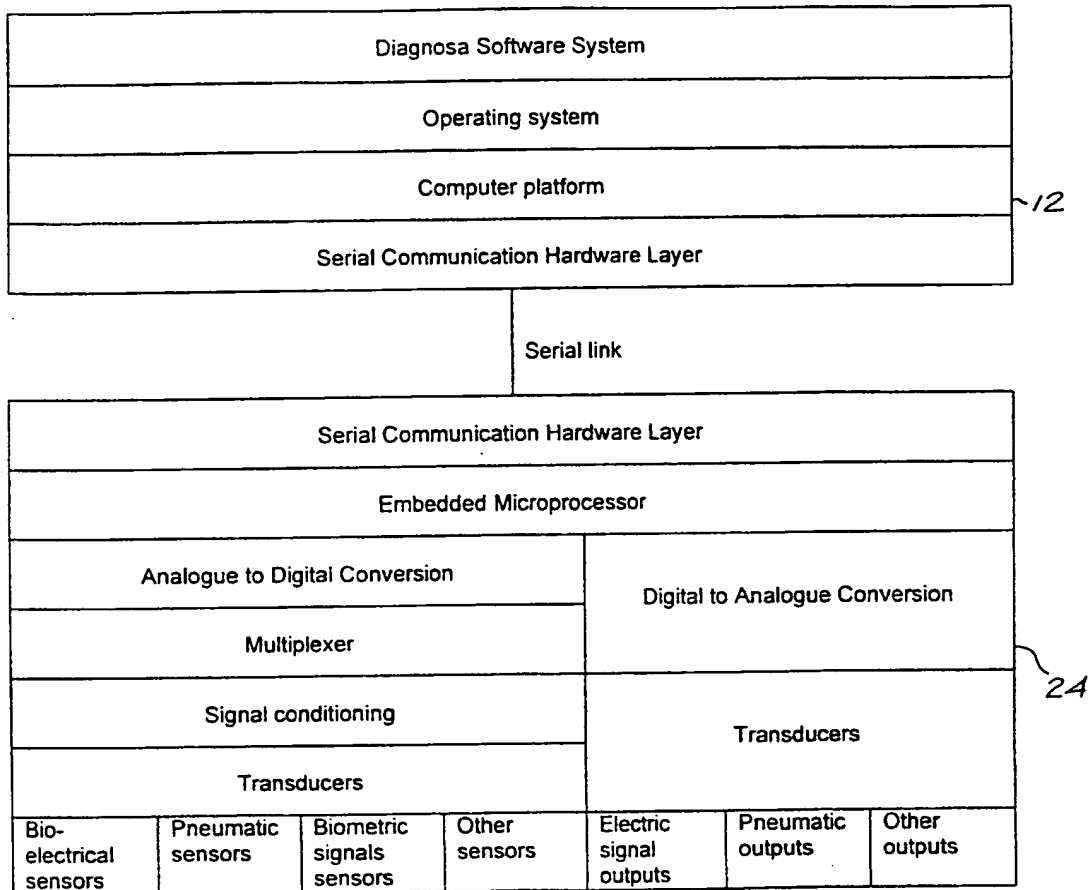 Diagnosa Software System
Operating system
Computer platform
12
Serial Communication Hardware Layer
Serial link
Serial Communication Hardware Layer
Embedded Microprocessor
Analogue to Digital Conversion
Digital to Analogue Conversion
Multiplexer
24
Signal conditioning
Transducers
Transducers
Bio-
electrical
sensors
Pneumatic
sensors
Biometric
signals
sensors
Other
sensors
Electric
signal
outputs
Pneumatic
outputs
Other
outputs